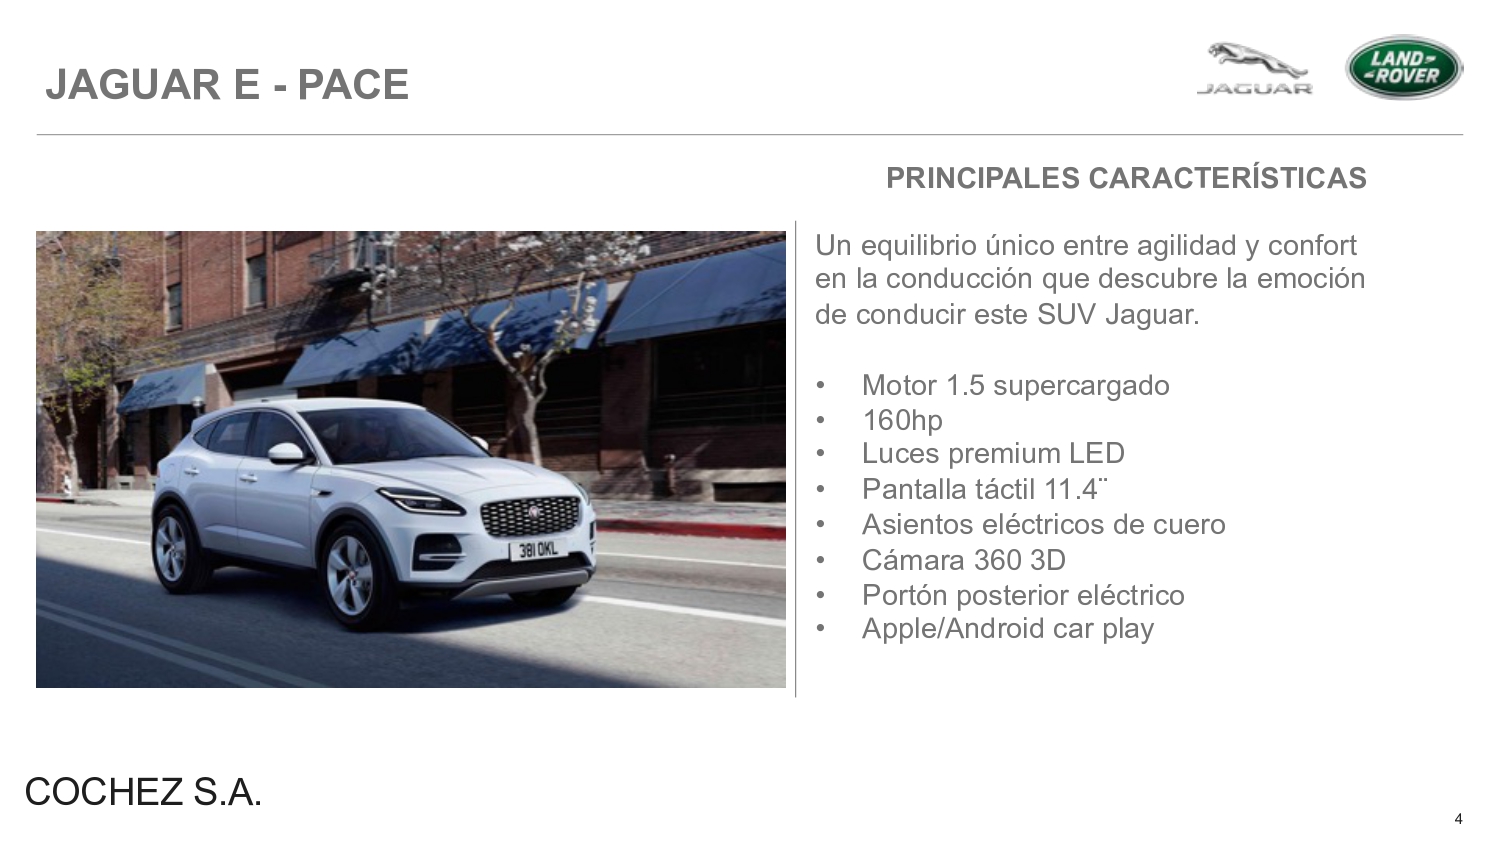 JAGUAR E - PACE
JAGUAR
LAND
ROVER
PRINCIPALES CARACTERÍSTICAS
Un equilibrio único entre agilidad y confort
en la conducción que descubre la emoción
de conducir este SUV Jaguar.
• Motor 1.5 supercargado
• 160hp
• Luces premium LED
• Pantalla táctil 11.4¨
• Asientos eléctricos de cuero
• Cámara 360 3D
• Portón posterior eléctrico
• Apple/Android car play
381 OKL
COCHEZ S.A.
4